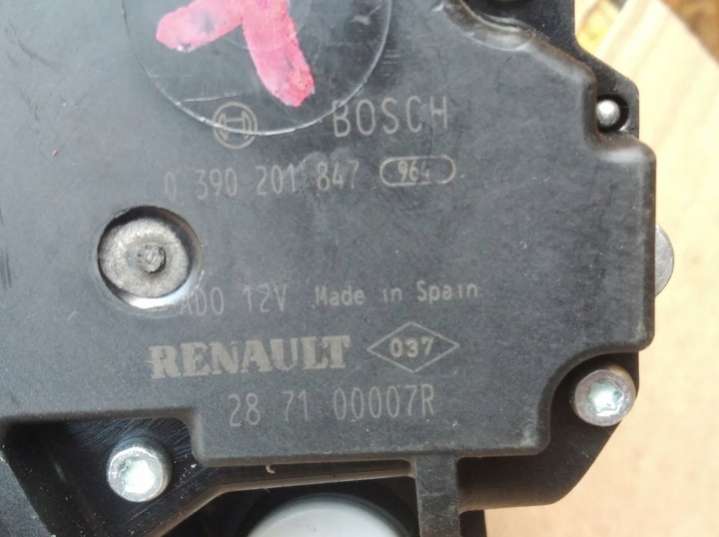 BOSCH
0 390 201 847 964
ADO 12V Made in Spain
RENAULT 037
28 71 00007R